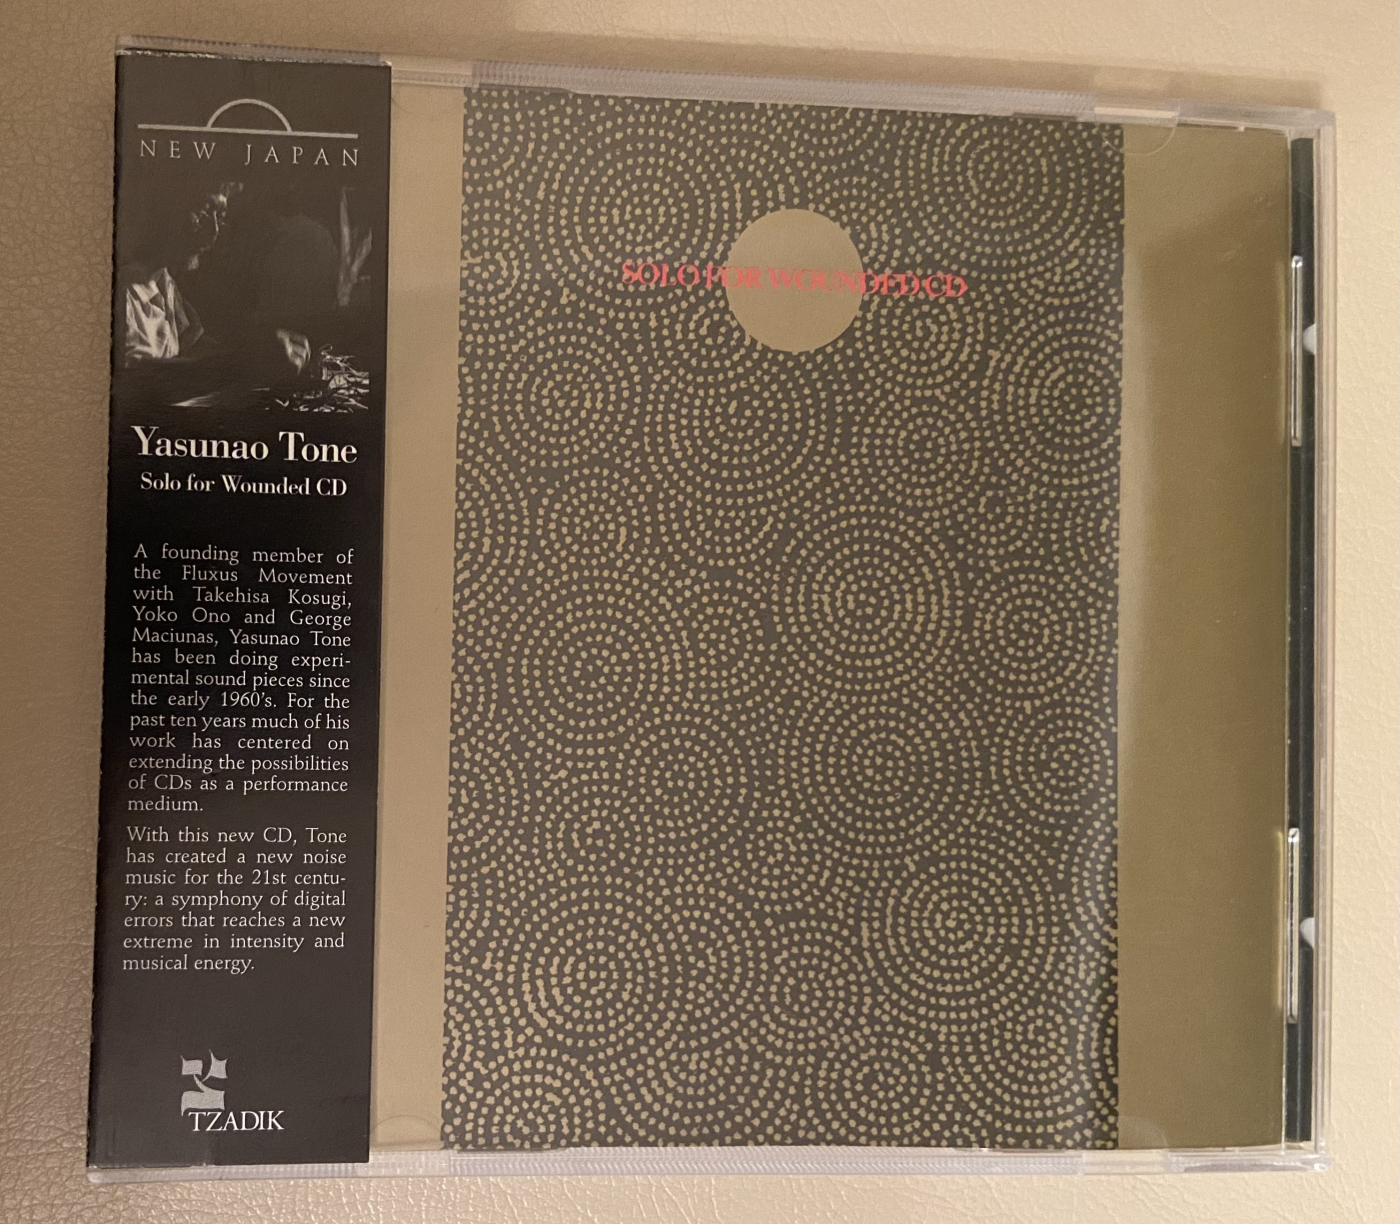 NEW JAPAN
Yasunao Tone
Solo for Wounded CD
A founding member of
the Fluxus Movement
with Takehisa Kosugi,
Yoko Ono and George
Maciunas, Yasunao Tone
has been doing experi-
mental sound pieces since
the early 1960's. For the
past ten years much of his
work has centered on
extending the possibilities
of CDs as a performance
medium.
With this new CD, Tone
has created a new noise
music for the 21st centu-
ry: a symphony of digital
errors that reaches a new
extreme in intensity and
musical energy.
TZADIK
SOLO FOR WOUNDED CD